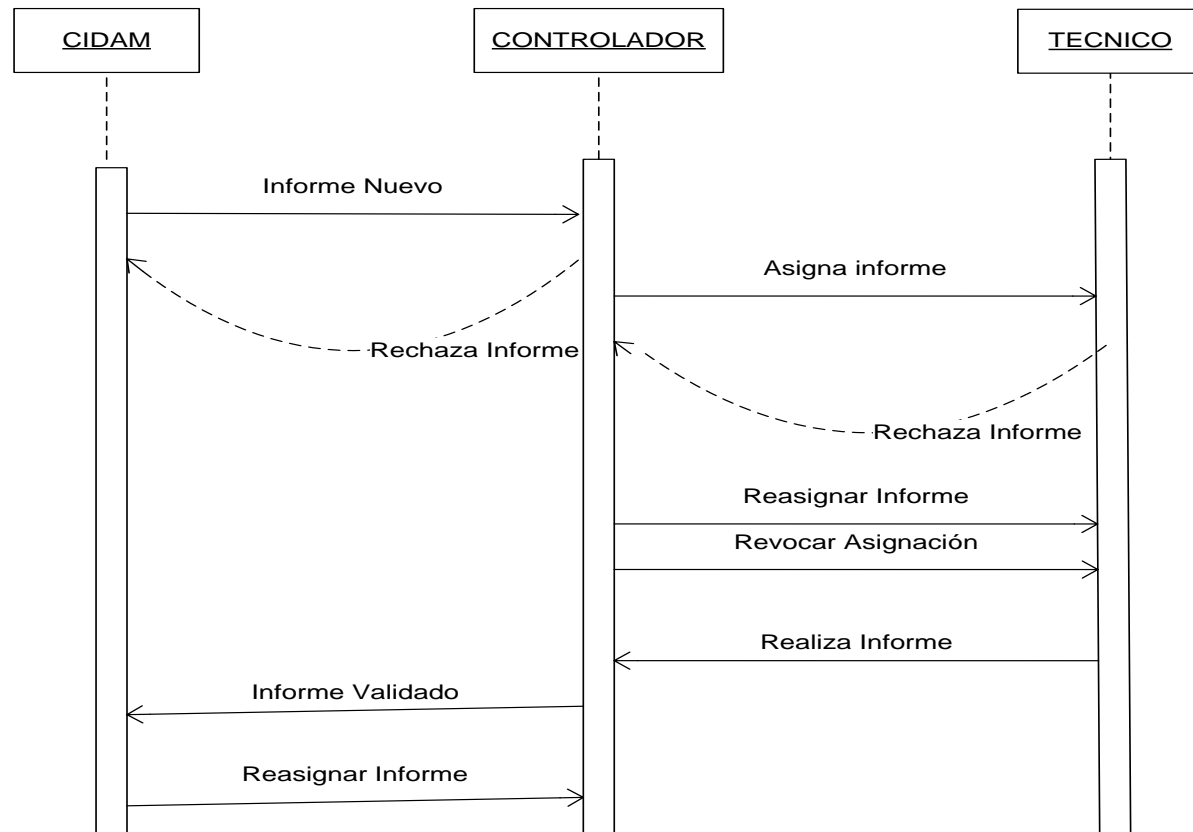 CIDAM
CONTROLADOR
TECNICO
Informe Nuevo
Asigna informe
Rechaza Informe
Rechaza Informe
Reasignar Informe
Revocar Asignación
Realiza Informe
Informe Validado
Reasignar Informe